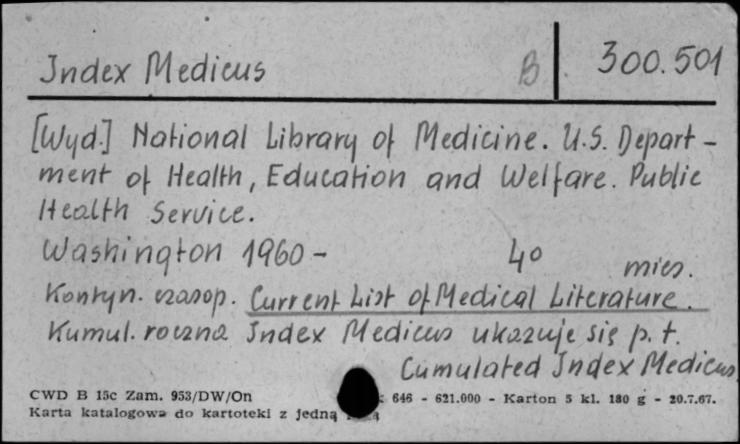 Index Medicus B 300.501
[Wyd.] National Library of Medicine. U.S. Depart-
ment of Health, Education and Welfare. Public
Health Service.
Washington 1960- 4° mies.
Kontyn. czasop. Current List of Medical Literature.
Kumul. roczna Index Medicus ukazuje się p. t.
Cumulated Index Medicus.
CWD B 15c Zam. 953/DW/On 646 - 621.000 - Karton 5 kl. 180 g - 20.7.67.
Karta katalogowa do kartoteki z jedną